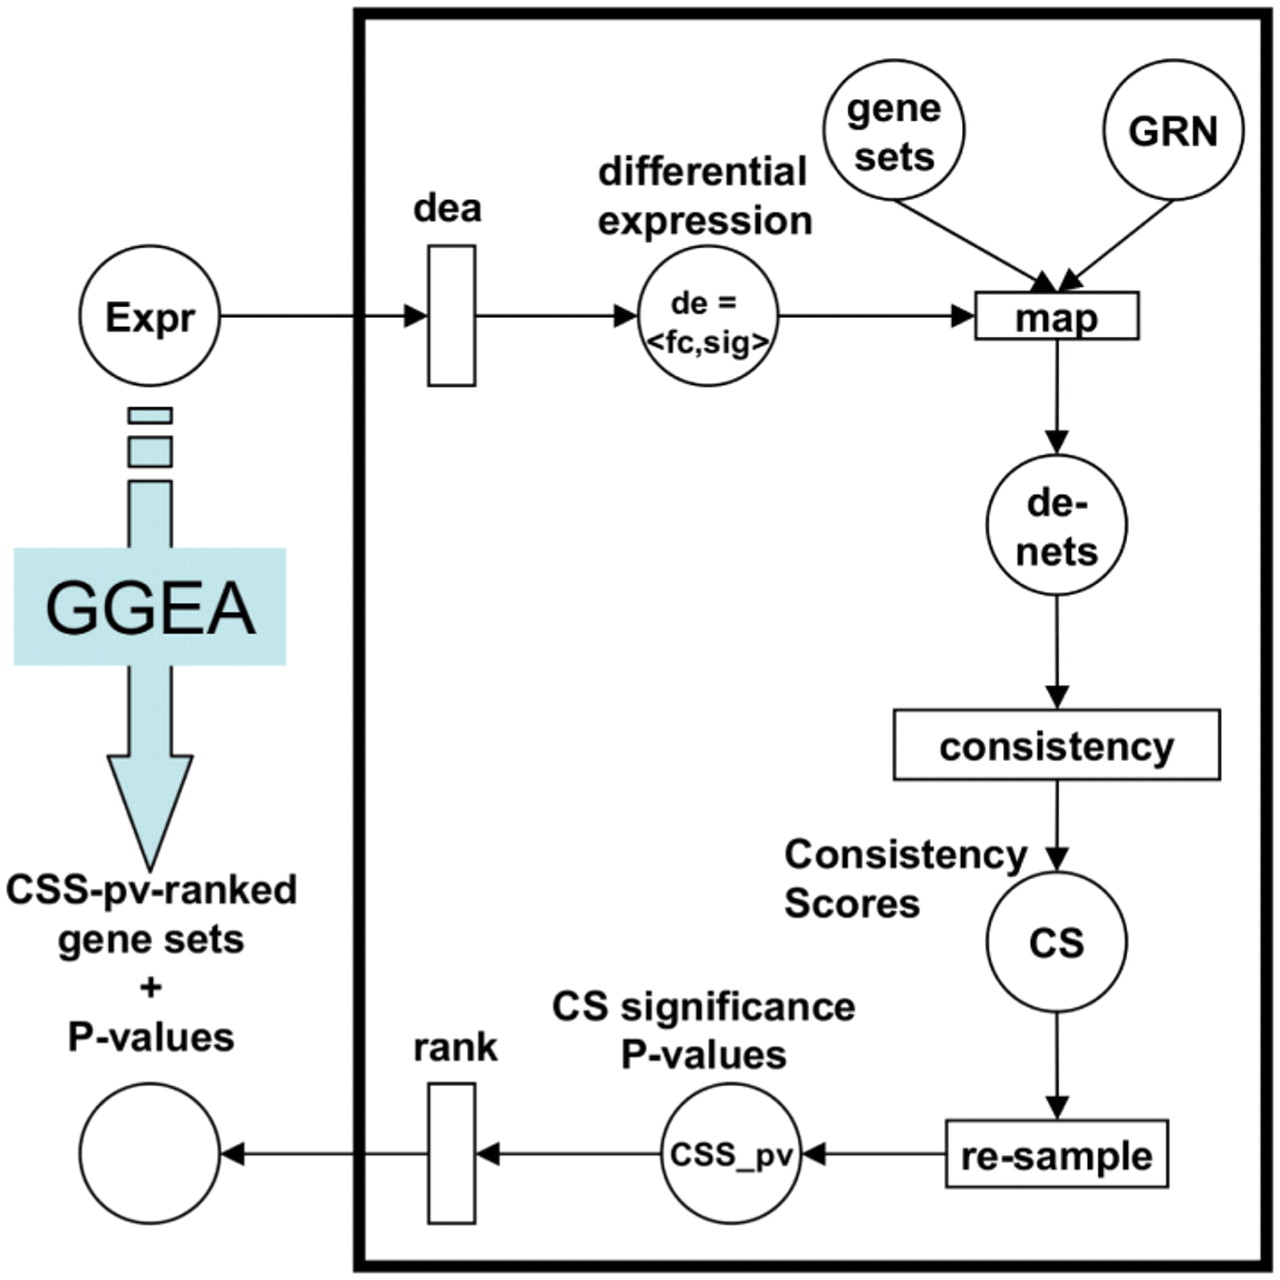 gene
sets
GRN
differential
expression
dea
Expr
de =
<fc,sig>
map
de-
nets
GGEA
consistency
Consistency
Scores
CS
CSS-pv-ranked
gene sets
+
P-values
CS significance
P-values
rank
CSS_pv
re-sample